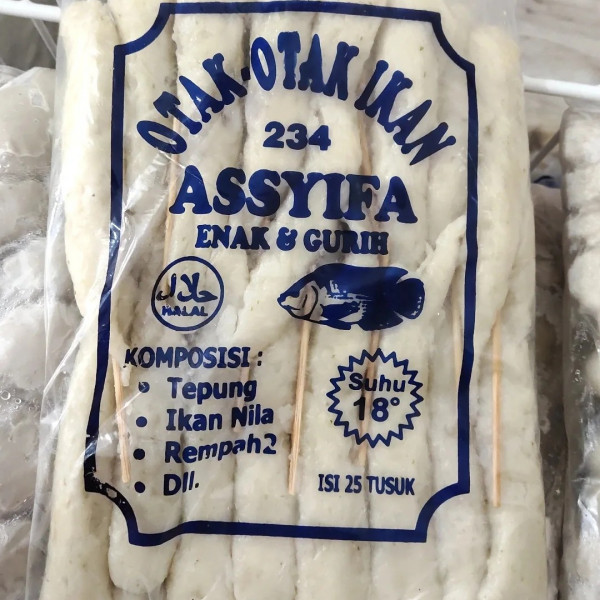 OTAK-OTAK IKAN
234
ASSYIFA
ENAK & GURIH
حلال
HALAL
KOMPOSISI :
• Tepung
• Ikan Nila
• Rempah2
• Dll.
Suhu
18°
ISI 25 TUSUK